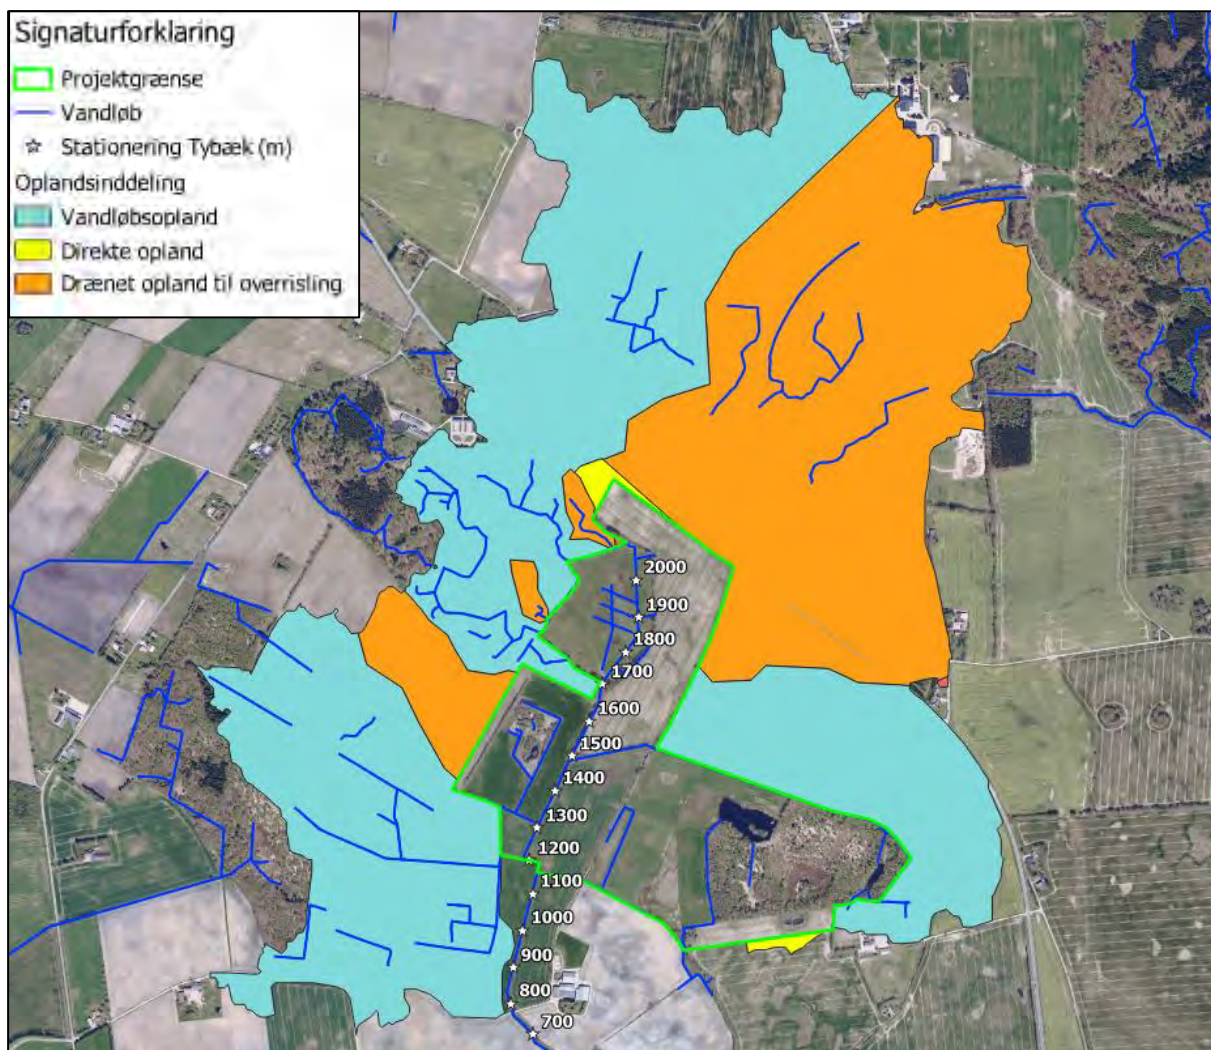 Signaturforklaring
Projektgrænse
Vandløb
Stationering Tybæk (m)
Oplandsinddeling
Vandløbsopland
Direkte opland
Drænet opland til overrisling
2000
1900
1800
1700
1600
1500
1400
1300
1200
1100
1000
900
800
700